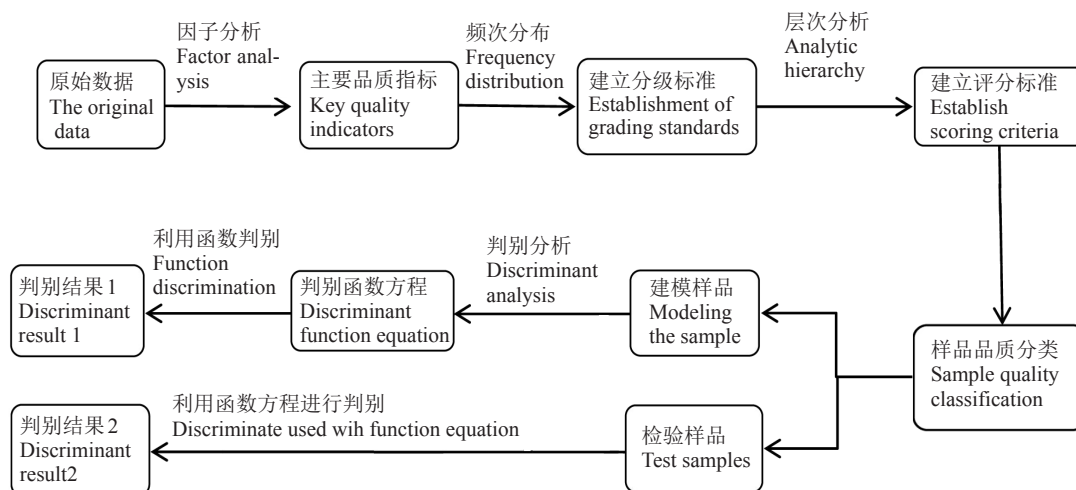 因子分析
Factor anal-
ysis
频次分布
Frequency
distribution
层次分析
Analytic
hierarchy
原始数据
The original
data
主要品质指标
Key quality
indicators
建立分级标准
Establishment of
grading standards
建立评分标准
Establish
scoring criteria
利用函数判别
Function
discrimination
判别分析
Discriminant
analysis
判别结果1
Discriminant
result 1
判别函数方程
Discriminant
function equation
建模样品
Modeling
the sample
样品品质分类
Sample quality
classification
利用函数方程进行判别
Discriminate used wih function equation
判别结果2
Discriminant
result2
检验样品
Test samples